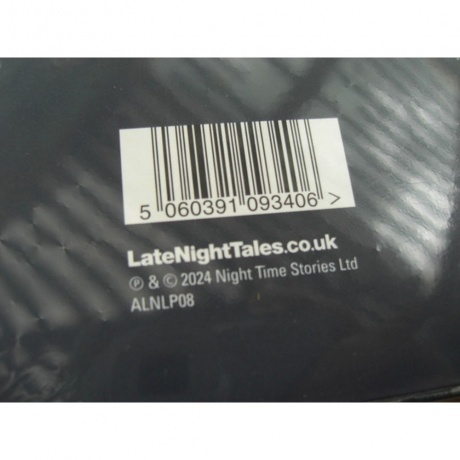 5 060391 093406 >
LateNightTales.co.uk
℗ & © 2024 Night Time Stories Ltd
ALNLP08